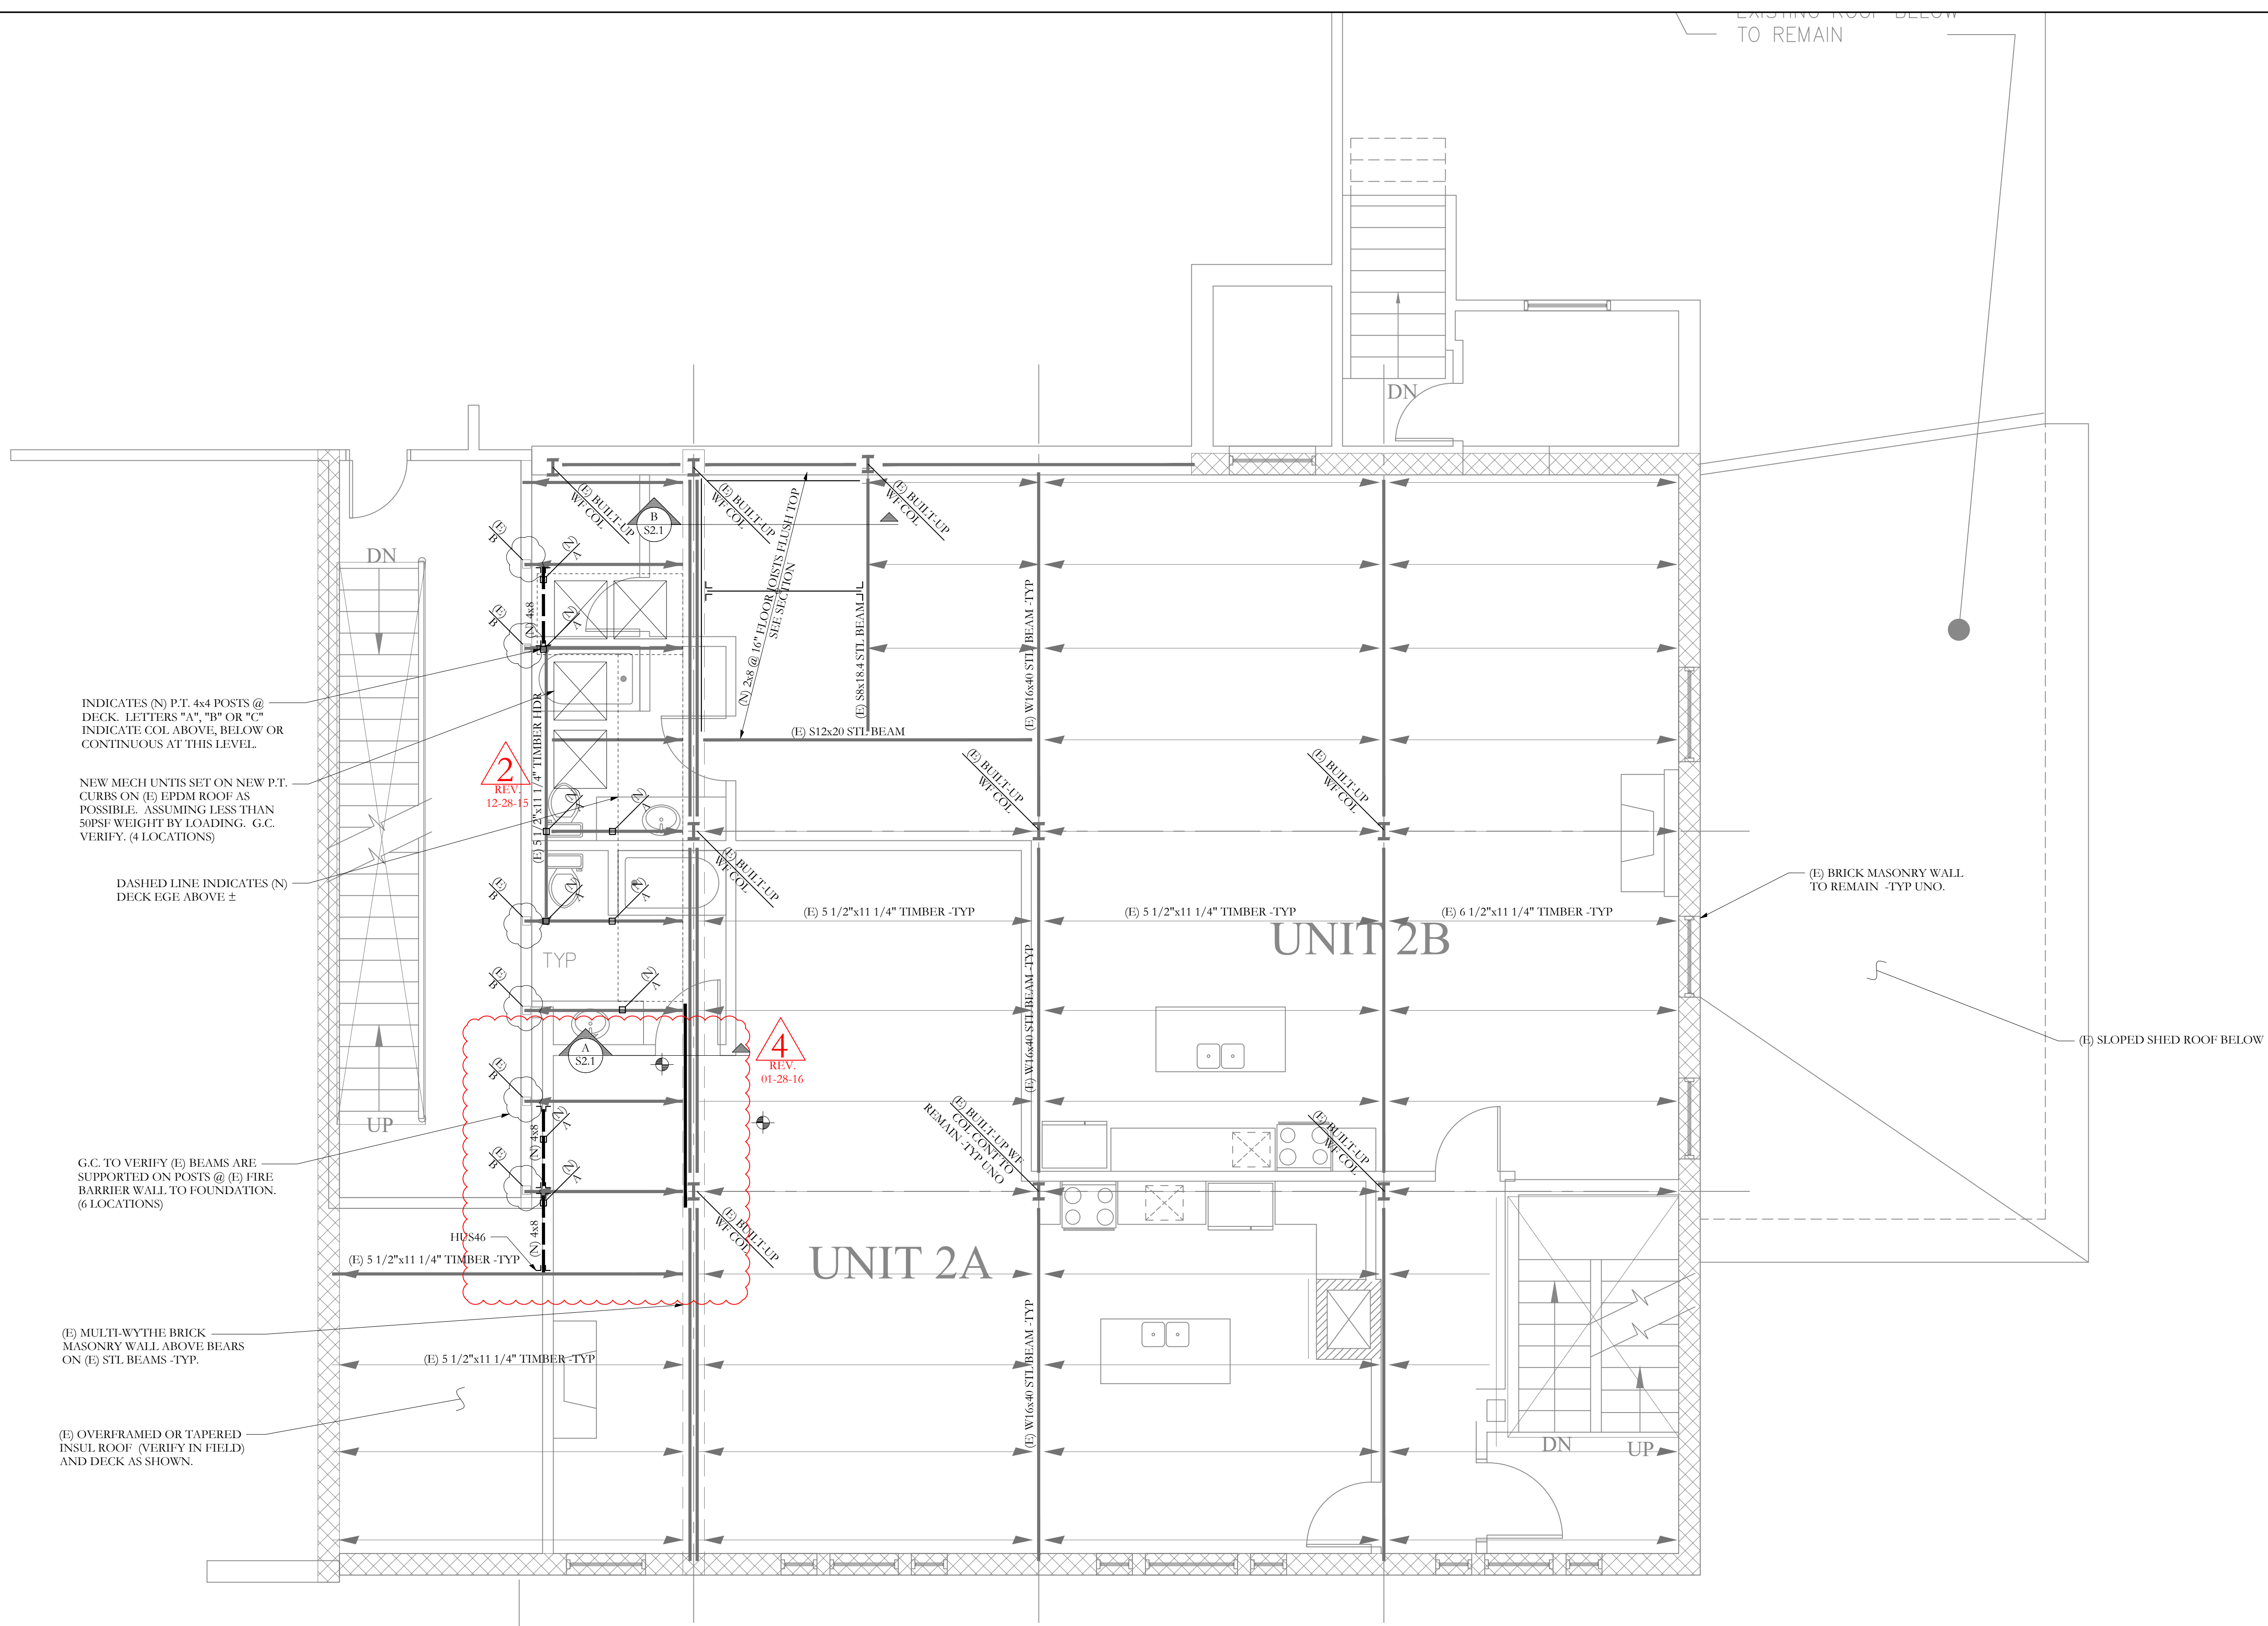 EXISTING ROOF BELOW
TO REMAIN
DN
(E) BUILT-UP
WF COL
(E) BUILT-UP
WF COL
(E) BUILT-UP
WF COL
B
S2.1
(E)
B
(N)
A
DN
(N) 4x8
(E)
B
(N)
A
(N) 2x8 @ 16" FLOOR JOISTS FLUSH TOP
SEE SECTION
(E) S8x18.4 STL BEAM
(E) W16x40 STL BEAM -TYP
INDICATES (N) P.T. 4x4 POSTS @
DECK. LETTERS "A", "B" OR "C"
INDICATE COL ABOVE, BELOW OR
CONTINUOUS AT THIS LEVEL.
(E) S12x20 STL BEAM
(E) 5 1/2"x11 1/4" TIMBER HDR
2
REV.
12-28-15
NEW MECH UNTIS SET ON NEW P.T.
CURBS ON (E) EPDM ROOF AS
POSSIBLE. ASSUMING LESS THAN
50PSF WEIGHT BY LOADING. G.C.
VERIFY. (4 LOCATIONS)
(N)
A
(N)
A
(E) BUILT-UP
WF COL
(E) BUILT-UP
WF COL
(E) BUILT-UP
WF COL
DASHED LINE INDICATES (N)
DECK EGE ABOVE ±
(E)
B
(N)
A
(N)
A
(E) 5 1/2"x11 1/4" TIMBER -TYP
(E) 5 1/2"x11 1/4" TIMBER -TYP
(E) 6 1/2"x11 1/4" TIMBER -TYP
(E) BRICK MASONRY WALL
TO REMAIN -TYP UNO.
UNIT 2B
TYP
(E)
B
(N)
A
(E) W16x40 STL BEAM -TYP
(E) SLOPED SHED ROOF BELOW
A
S2.1
4
REV.
01-28-16
(E)
B
(N)
A
(N) 4x8
UP
(E) BUILT-UP WF
COL CONT TO
REMAIN -TYP UNO
(E) BUILT-UP
WF COL
G.C. TO VERIFY (E) BEAMS ARE
SUPPORTED ON POSTS @ (E) FIRE
BARRIER WALL TO FOUNDATION.
(6 LOCATIONS)
(E)
B
(N)
A
HUS46
(N) 4x8
(E) BUILT-UP
WF COL
(E) 5 1/2"x11 1/4" TIMBER -TYP
UNIT 2A
(E) MULTI-WYTHE BRICK
MASONRY WALL ABOVE BEARS
ON (E) STL BEAMS -TYP.
(E) 5 1/2"x11 1/4" TIMBER -TYP
(E) W16x40 STL BEAM -TYP
(E) OVERFRAMED OR TAPERED
INSUL ROOF (VERIFY IN FIELD)
AND DECK AS SHOWN.
DN
UP